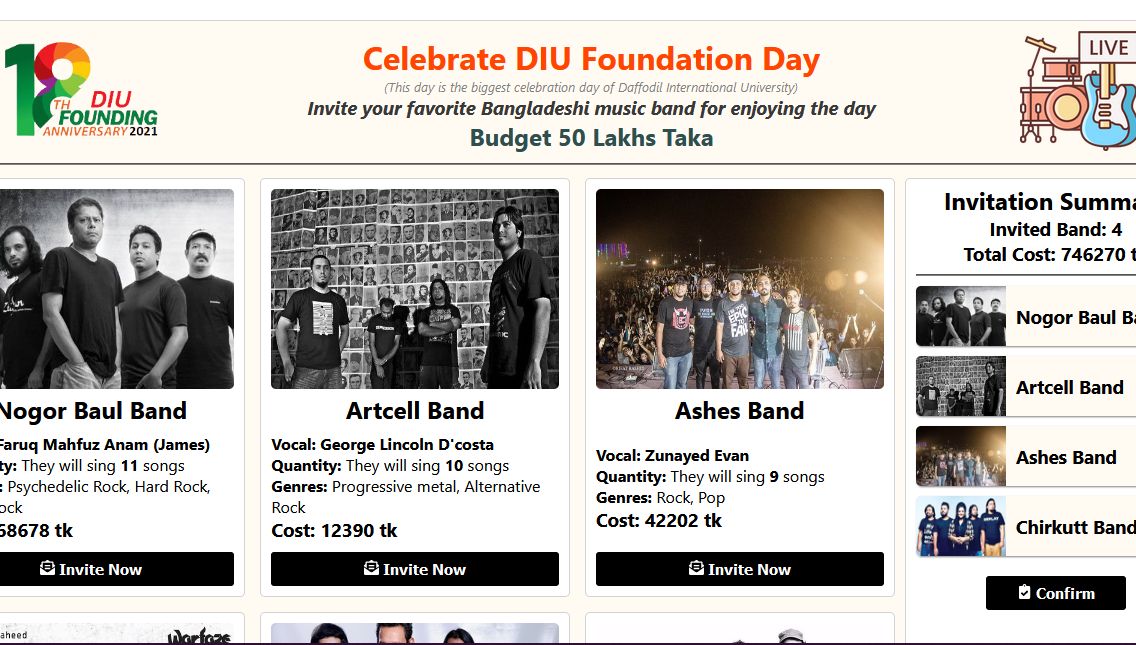 18
TH
DIU
FOUNDING
ANNIVERSARY 2021
Celebrate DIU Foundation Day
(This day is the biggest celebration day of Daffodil International University)
Invite your favorite Bangladeshi music band for enjoying the day
Budget 50 Lakhs Taka
LIVE
Nogor Baul Band
Faruq Mahfuz Anam (James)
ty: They will sing 11 songs
: Psychedelic Rock, Hard Rock,
ock
68678 tk
Invite Now
Artcell Band
Vocal: George Lincoln D'costa
Quantity: They will sing 10 songs
Genres: Progressive metal, Alternative
Rock
Cost: 12390 tk
Invite Now
Ashes Band
Vocal: Zunayed Evan
Quantity: They will sing 9 songs
Genres: Rock, Pop
Cost: 42202 tk
Invite Now
Invitation Summa
Invited Band: 4
Total Cost: 746270 t
Nogor Baul Ba
Artcell Band
Ashes Band
Chirkutt Band
Confirm
aheed
Warfaze